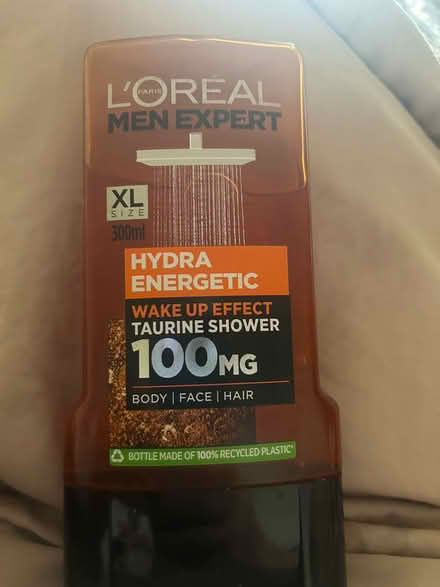 L'ORÉAL
PARIS
MEN EXPERT
XL
SIZE
300ml
HYDRA
ENERGETIC
WAKE UP EFFECT
TAURINE SHOWER
100MG
BODY | FACE | HAIR
BOTTLE MADE OF 100% RECYCLED PLASTIC*